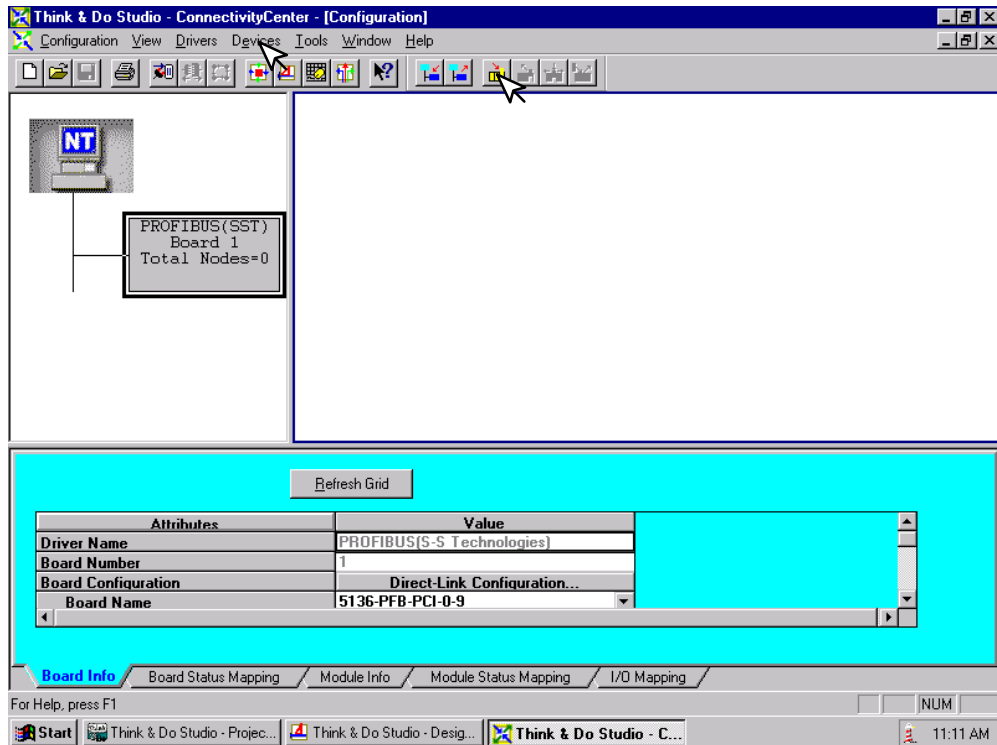 Think & Do Studio - ConnectivityCenter - [Configuration]
Configuration View Drivers Devices Tools Window Help
NT
PROFIBUS(SST)
Board 1
Total Nodes=0
Refresh Grid
Attributes Value
Driver Name PROFIBUS(S-S Technologies)
Board Number 1
Board Configuration Direct-Link Configuration...
Board Name 5136-PFB-PCI-0-9
Board Info Board Status Mapping Module Info Module Status Mapping I/O Mapping
For Help, press F1 NUM
Start Think & Do Studio - Projec... Think & Do Studio - Desig... Think & Do Studio - C... 11:11 AM